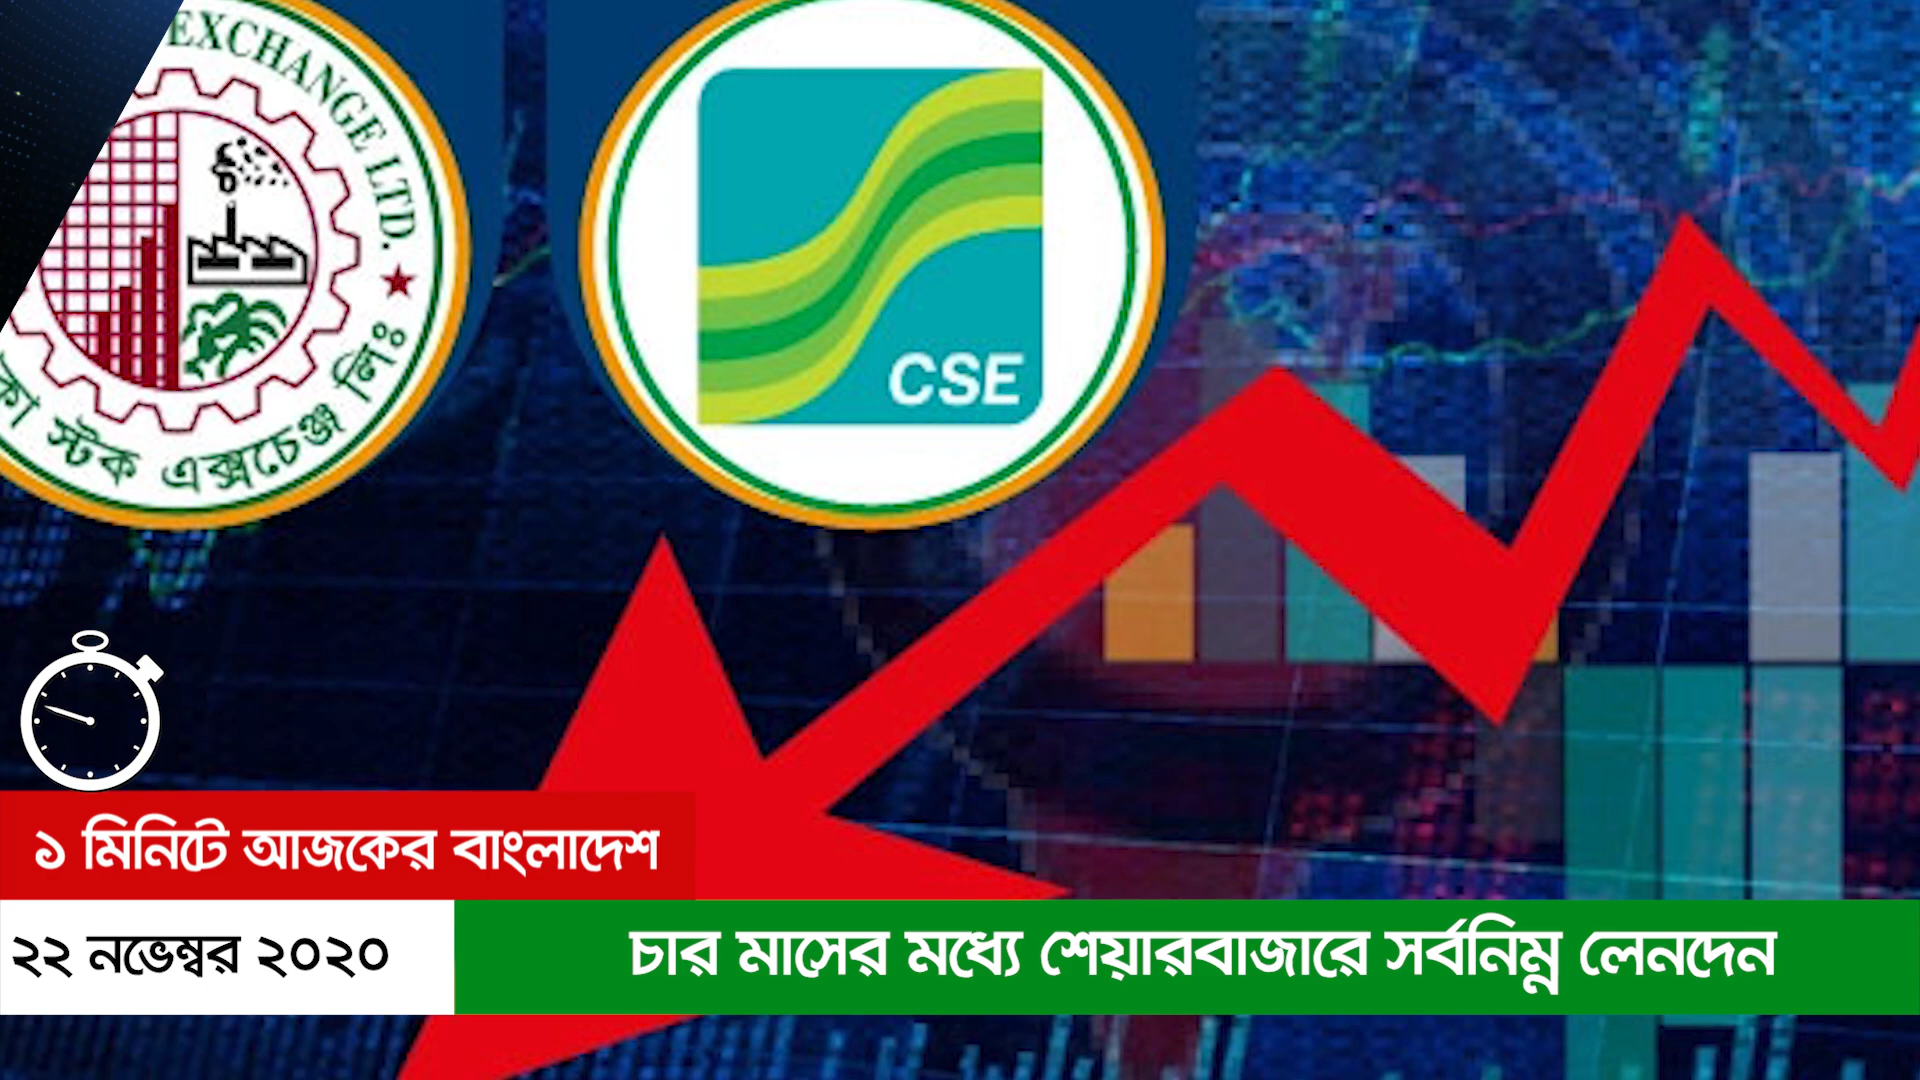 EXCHANGE LTD.
স্টক এক্সচেঞ্জ লিঃ
CSE
১ মিনিটে আজকের বাংলাদেশ
২২ নভেম্বর ২০২০
চার মাসের মধ্যে শেয়ারবাজারে সর্বনিম্ন লেনদেন